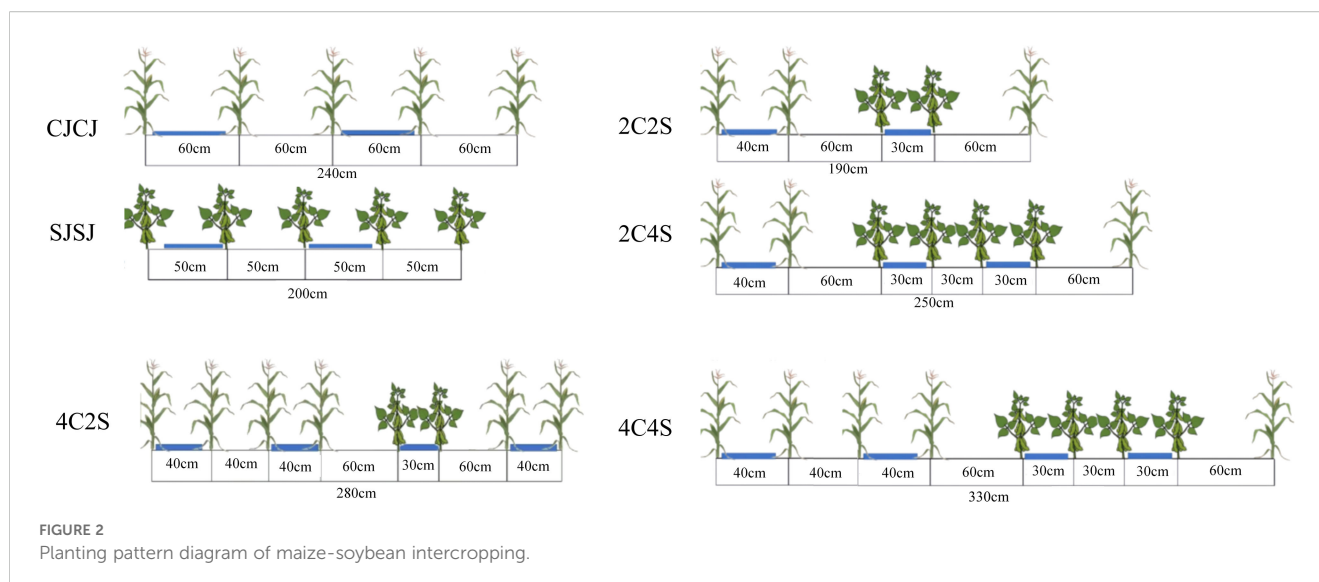 CJCJ
60cm 60cm 60cm 60cm
240cm
SJSJ
50cm 50cm 50cm 50cm
200cm
4C2S
40cm 40cm 40cm 60cm 30cm 60cm 40cm
280cm
2C2S
40cm 60cm 30cm 60cm
190cm
2C4S
40cm 60cm 30cm 30cm 30cm 60cm
250cm
4C4S
40cm 40cm 40cm 60cm 30cm 30cm 30cm 60cm
330cm
FIGURE 2
Planting pattern diagram of maize-soybean intercropping.